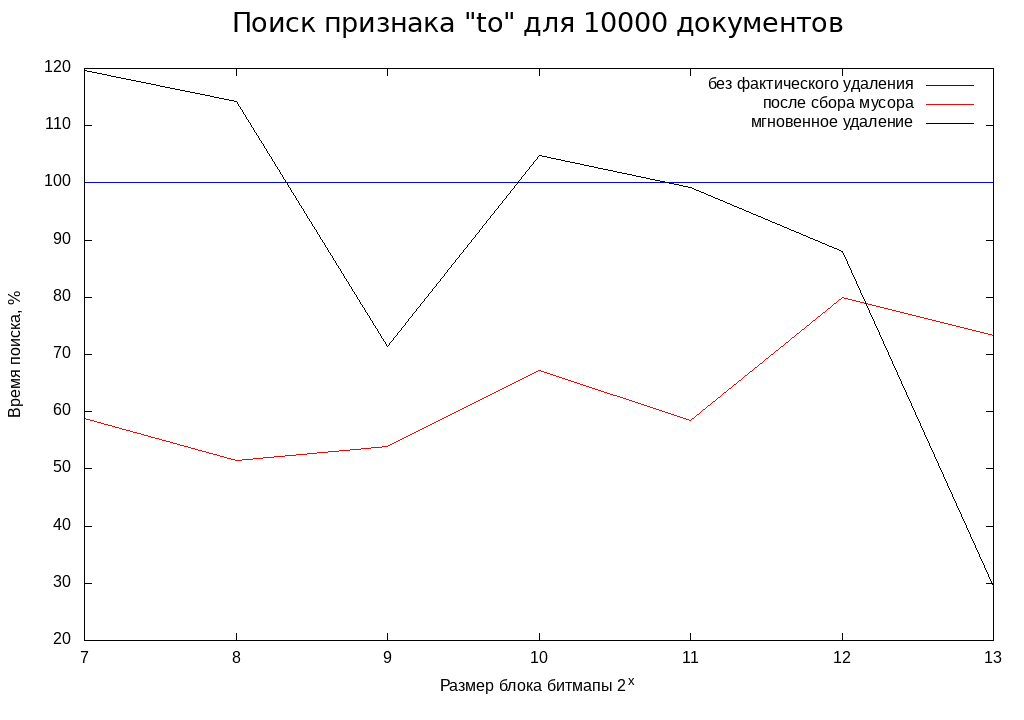 Поиск признака "to" для 10000 документов
120
110
100
90
80
70
60
50
40
30
20
без фактического удаления
после сбора мусора
мгновенное удаление
Время поиска, %
7 8 9 10 11 12 13
Размер блока битмапы 2^x